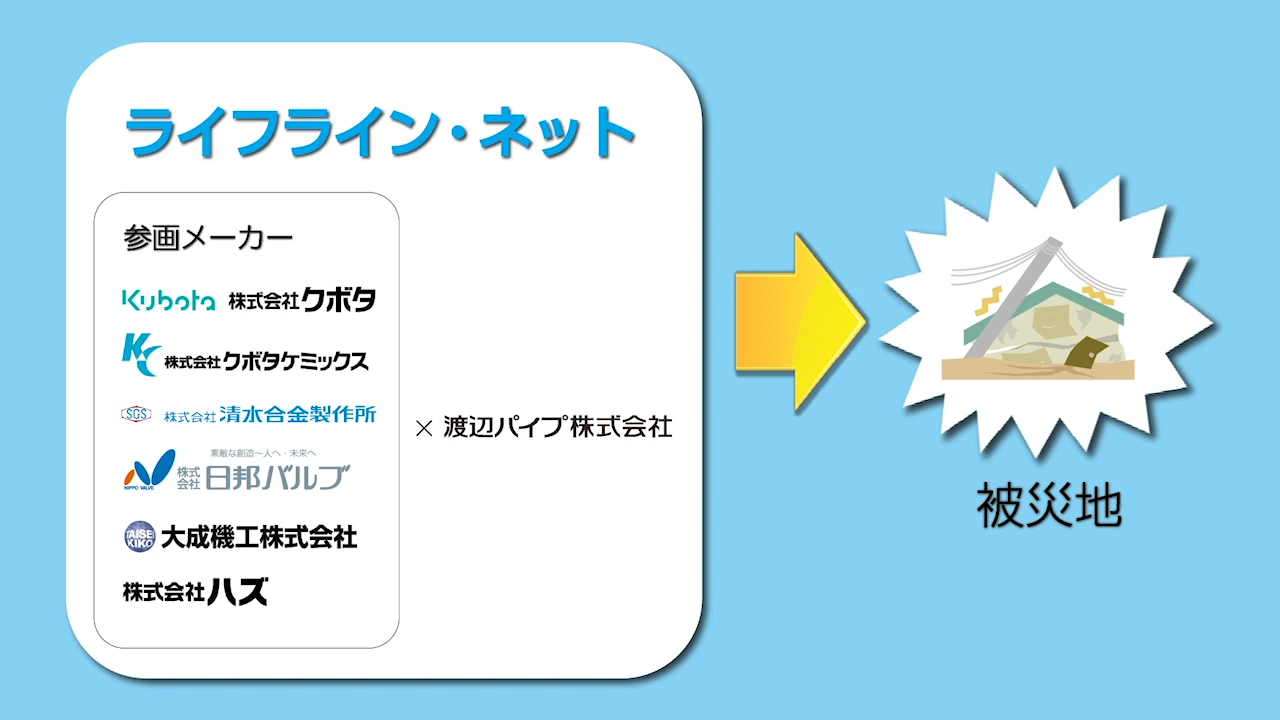 ライフライン・ネット
参画メーカー
Kubota 株式会社クボタ
KC 株式会社クボタケミックス
SGS 株式会社清水合金製作所
素敵な創造〜人へ・未来へ
NIPPO VALVE 株式会社 日邦バルブ
TAISEI KIKO 大成機工株式会社
株式会社ハズ
× 渡辺パイプ株式会社
被災地